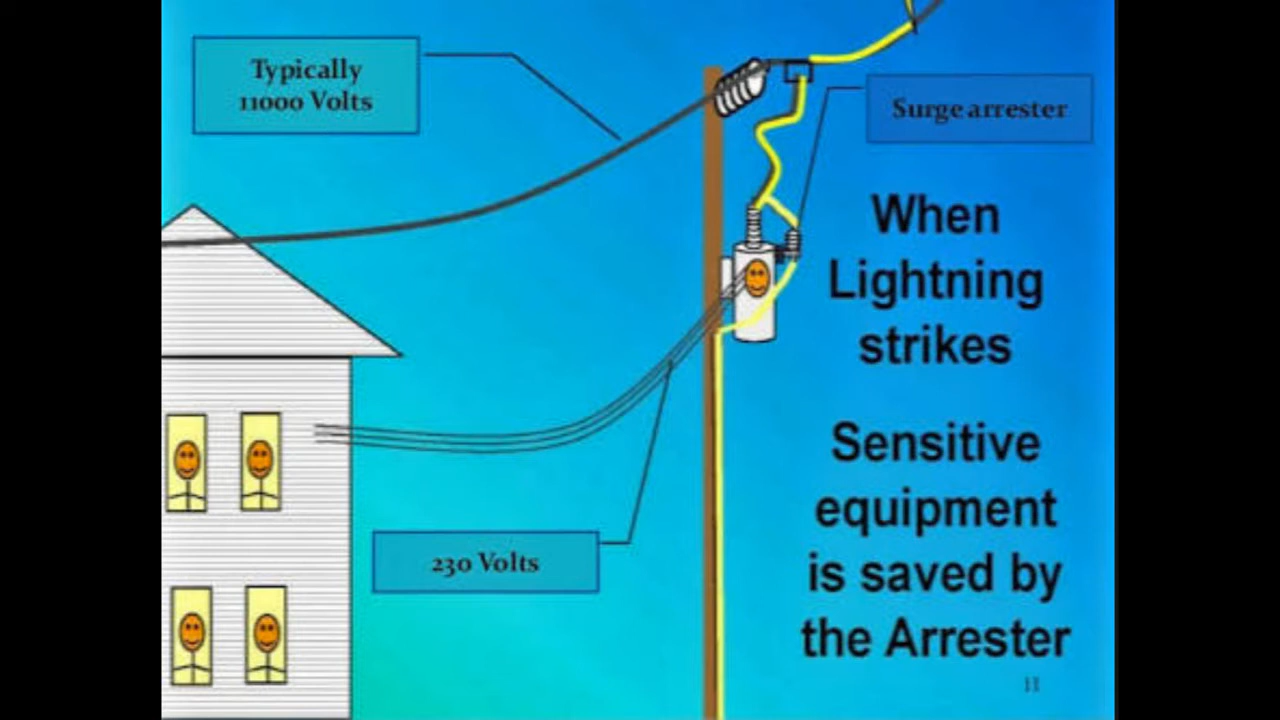 Typically
11000 Volts
Surge arrester
When
Lightning
strikes
Sensitive
equipment
is saved by
the Arrester
230 Volts
11